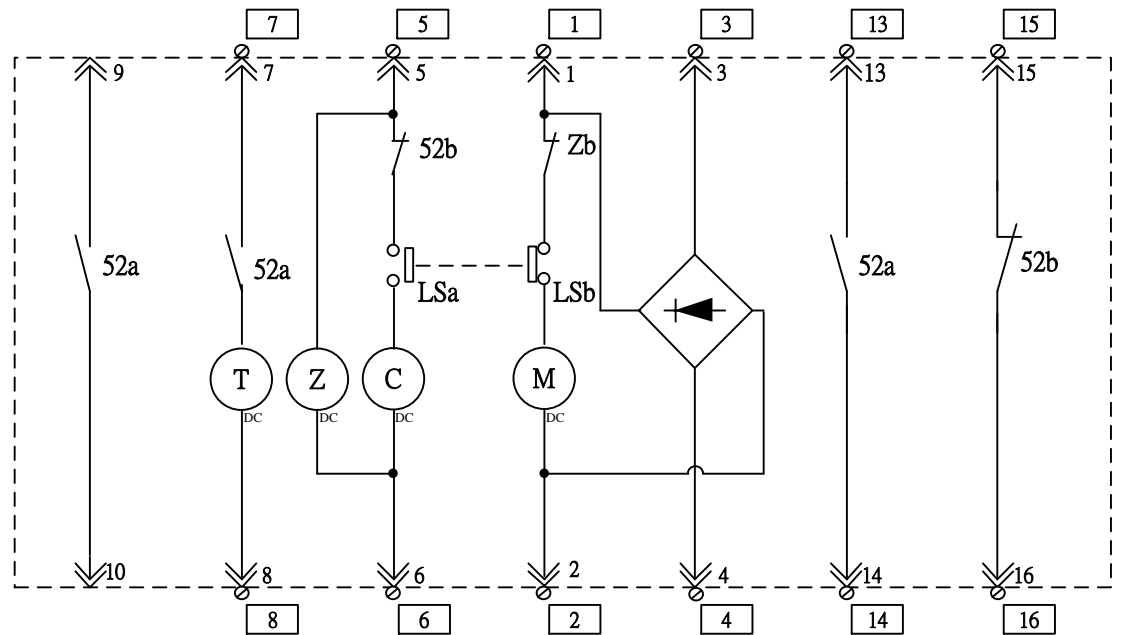 7 5 1 3 13 15
9 7 5 1 3 13 15
52b Zb
52a 52a LSa LSb 52a 52b
T Z C M
DC DC DC DC
10 8 6 2 4 14 16
8 6 2 4 14 16